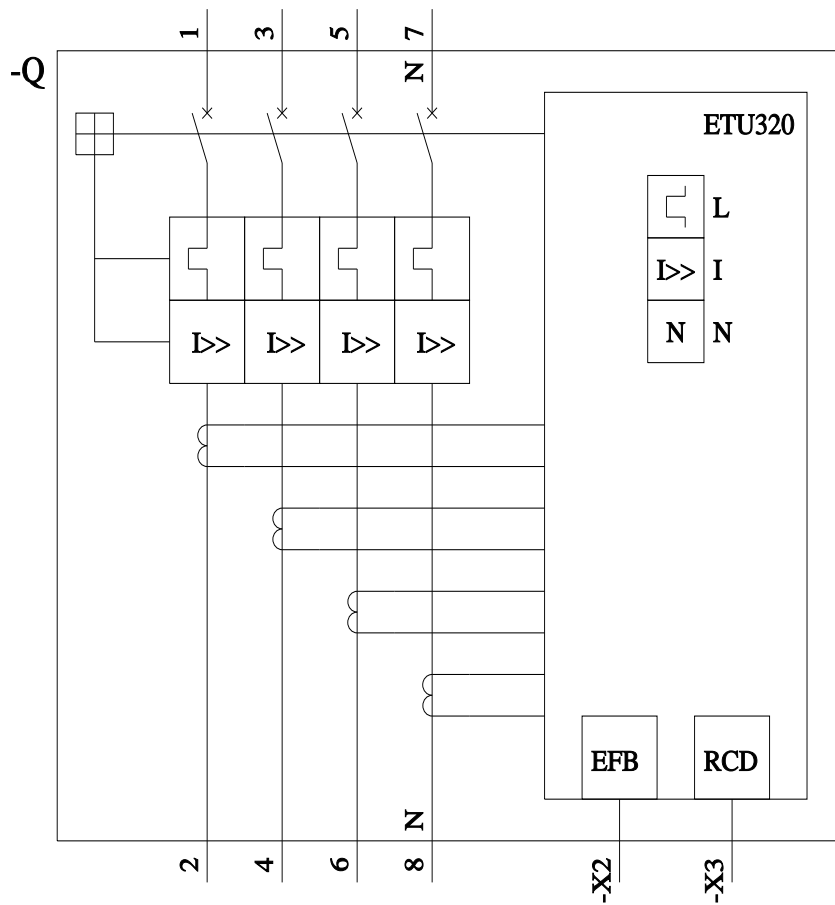 1 3 5 7
-Q
N
ETU320
L
I>> I
N N
I>> I>> I>> I>>
EFB RCD
N
2 4 6 8
-X2 -X3